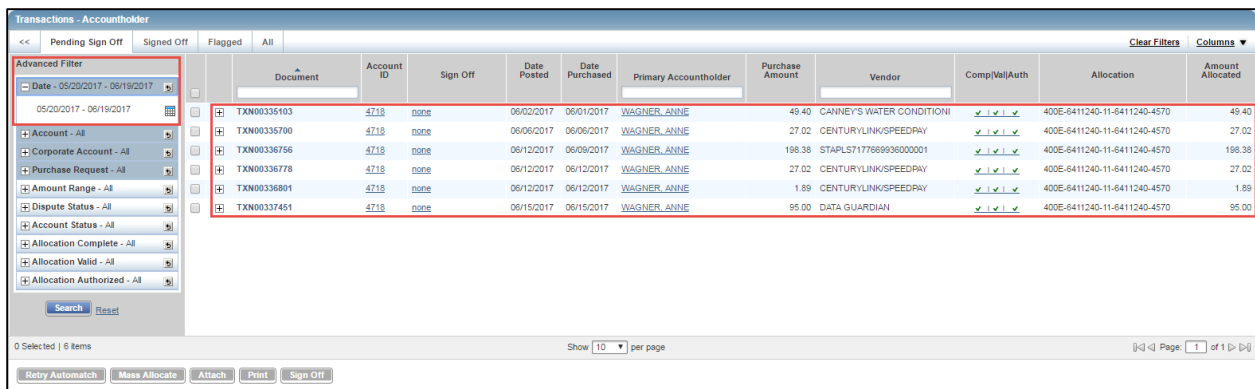 Transactions - Accountholder
<< Pending Sign Off Signed Off Flagged All Clear Filters Columns ▼
Advanced Filter
Date - 05/20/2017 - 06/19/2017
05/20/2017 - 06/19/2017
Account - All
Corporate Account - All
Purchase Request - All
Amount Range - All
Dispute Status - All
Account Status - All
Allocation Complete - All
Allocation Valid - All
Allocation Authorized - All
Search Reset
Document Account ID Sign Off Date Posted Date Purchased Primary Accountholder Purchase Amount Vendor Comp|Val|Auth Allocation Amount Allocated
TXN00335103 4718 none 06/02/2017 06/01/2017 WAGNER, ANNE 49.40 CANNEY'S WATER CONDITIONI ✔ | ✔ | ✔ 400E-6411240-11-6411240-4570 49.40
TXN00335700 4718 none 06/06/2017 06/06/2017 WAGNER, ANNE 27.02 CENTURYLINK/SPEEDPAY ✔ | ✔ | ✔ 400E-6411240-11-6411240-4570 27.02
TXN00336756 4718 none 06/12/2017 06/09/2017 WAGNER, ANNE 198.38 STAPLS7177669936000001 ✔ | ✔ | ✔ 400E-6411240-11-6411240-4570 198.38
TXN00336778 4718 none 06/12/2017 06/12/2017 WAGNER, ANNE 27.02 CENTURYLINK/SPEEDPAY ✔ | ✔ | ✔ 400E-6411240-11-6411240-4570 27.02
TXN00336801 4718 none 06/12/2017 06/12/2017 WAGNER, ANNE 1.89 CENTURYLINK/SPEEDPAY ✔ | ✔ | ✔ 400E-6411240-11-6411240-4570 1.89
TXN00337451 4718 none 06/15/2017 06/15/2017 WAGNER, ANNE 95.00 DATA GUARDIAN ✔ | ✔ | ✔ 400E-6411240-11-6411240-4570 95.00
0 Selected | 6 items Show 10 ▼ per page Page: 1 of 1
Retry Automatch Mass Allocate Attach Print Sign Off